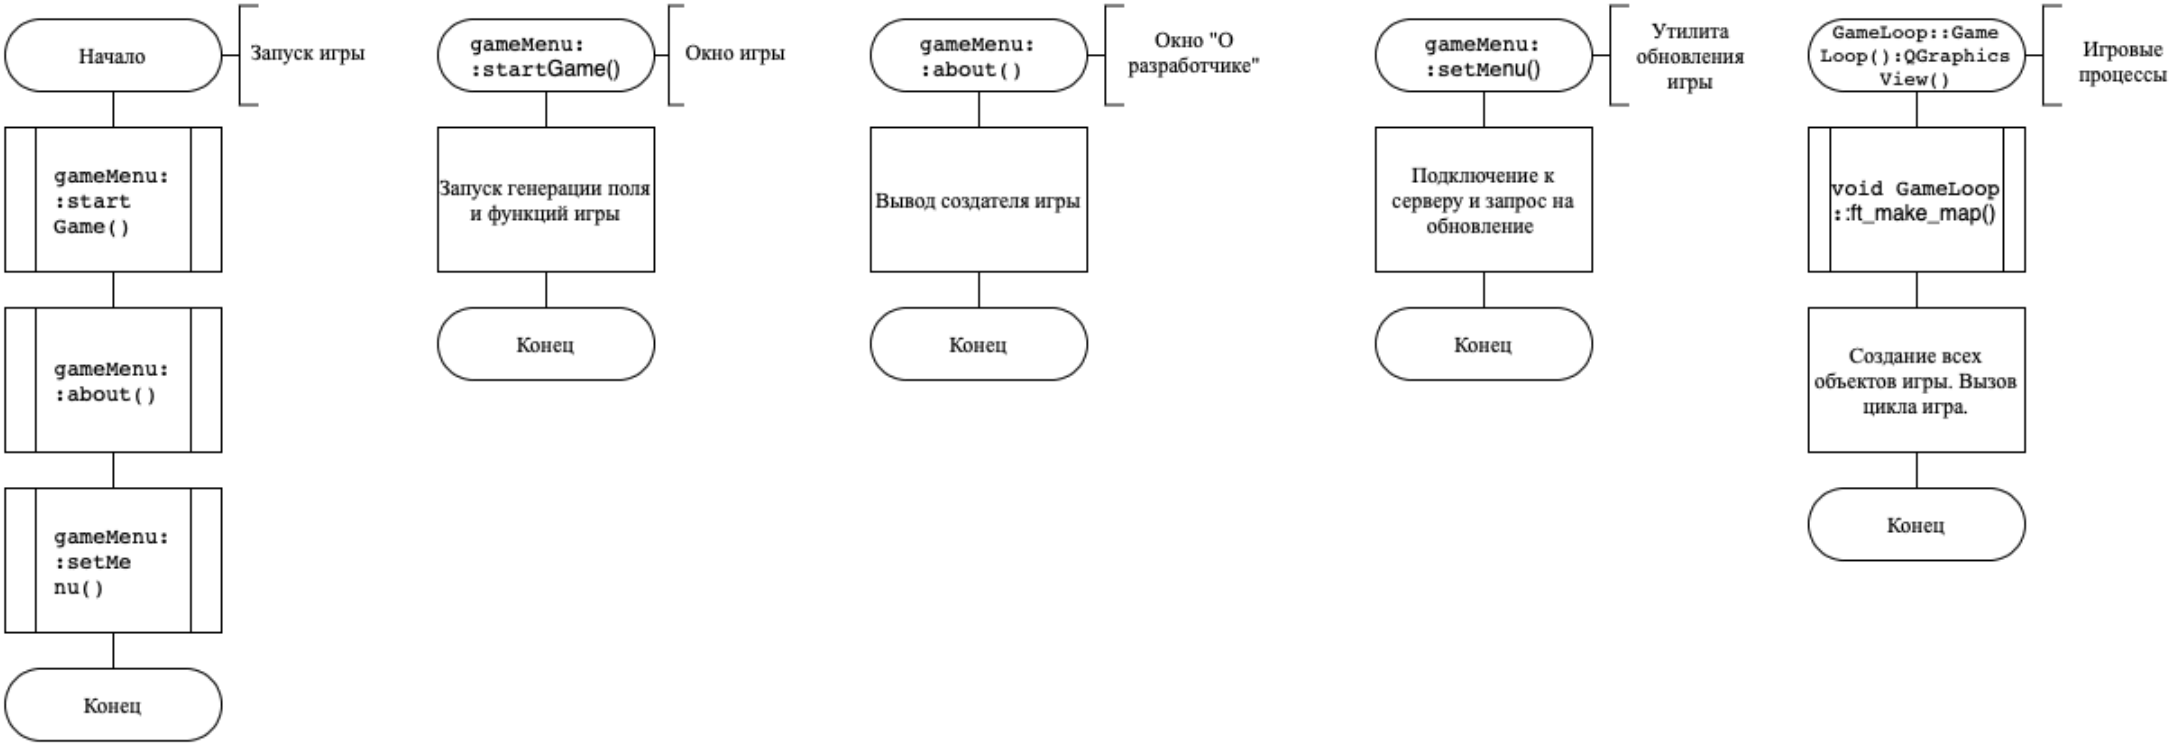 Начало
Запуск игры
gameMenu:
:start
Game()
gameMenu:
:about()
gameMenu:
:setMe
nu()
Конец
gameMenu:
:startGame()
Окно игры
Запуск генерации поля
и функций игры
Конец
gameMenu:
:about()
Окно "О
разработчике"
Вывод создателя игры
Конец
gameMenu:
:setMenu()
Утилита
обновления
игры
Подключение к
серверу и запрос на
обновление
Конец
GameLoop::Game
Loop():QGraphics
View()
Игровые
процессы
void GameLoop
::ft_make_map()
Создание всех
объектов игры. Вызов
цикла игра.
Конец